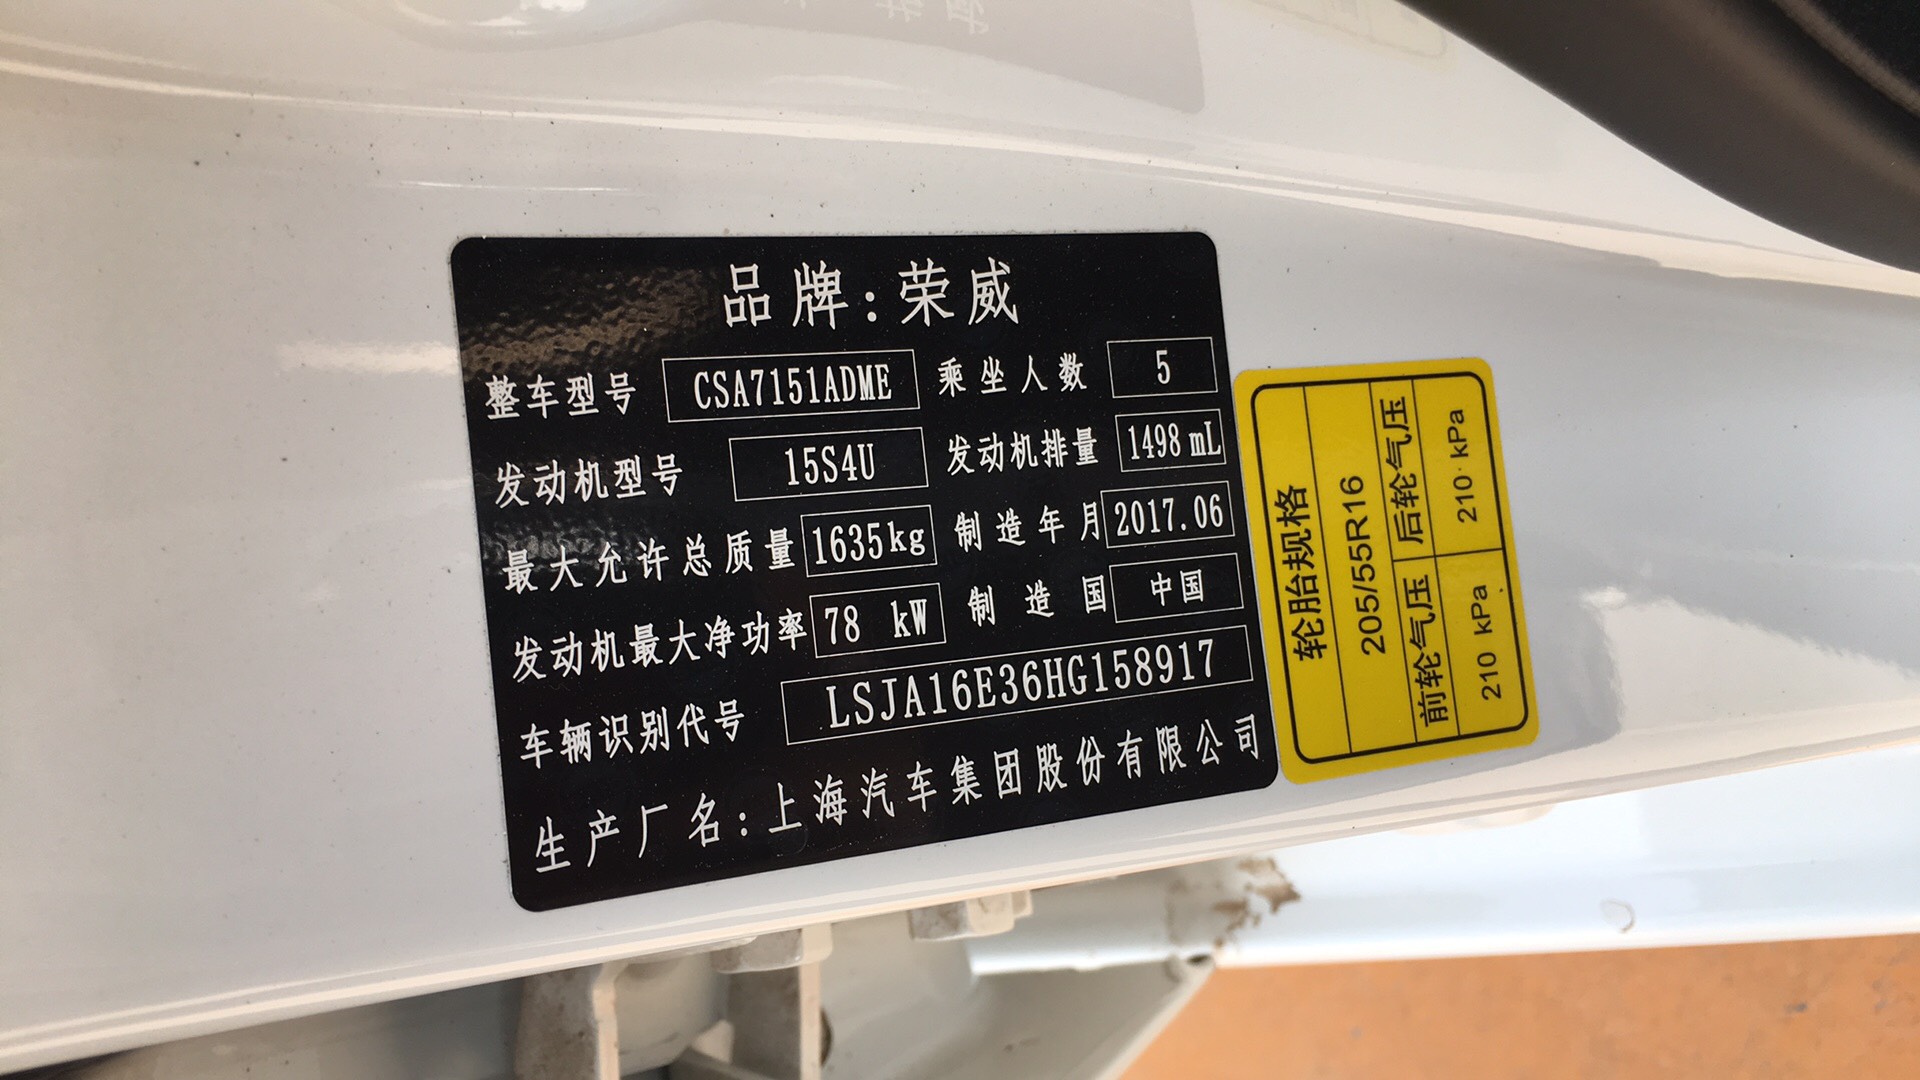 品牌:荣威
整车型号 CSA7151ADME 乘坐人数 5
发动机型号 15S4U 发动机排量 1498 mL
最大允许总质量 1635kg 制造年月 2017.06
发动机最大净功率 78 kW 制造国 中国
车辆识别代号 LSJA16E36HG158917
生产厂名:上海汽车集团股份有限公司
轮胎规格
205/55R16
前轮气压 后轮气压
210 kPa 210 kPa